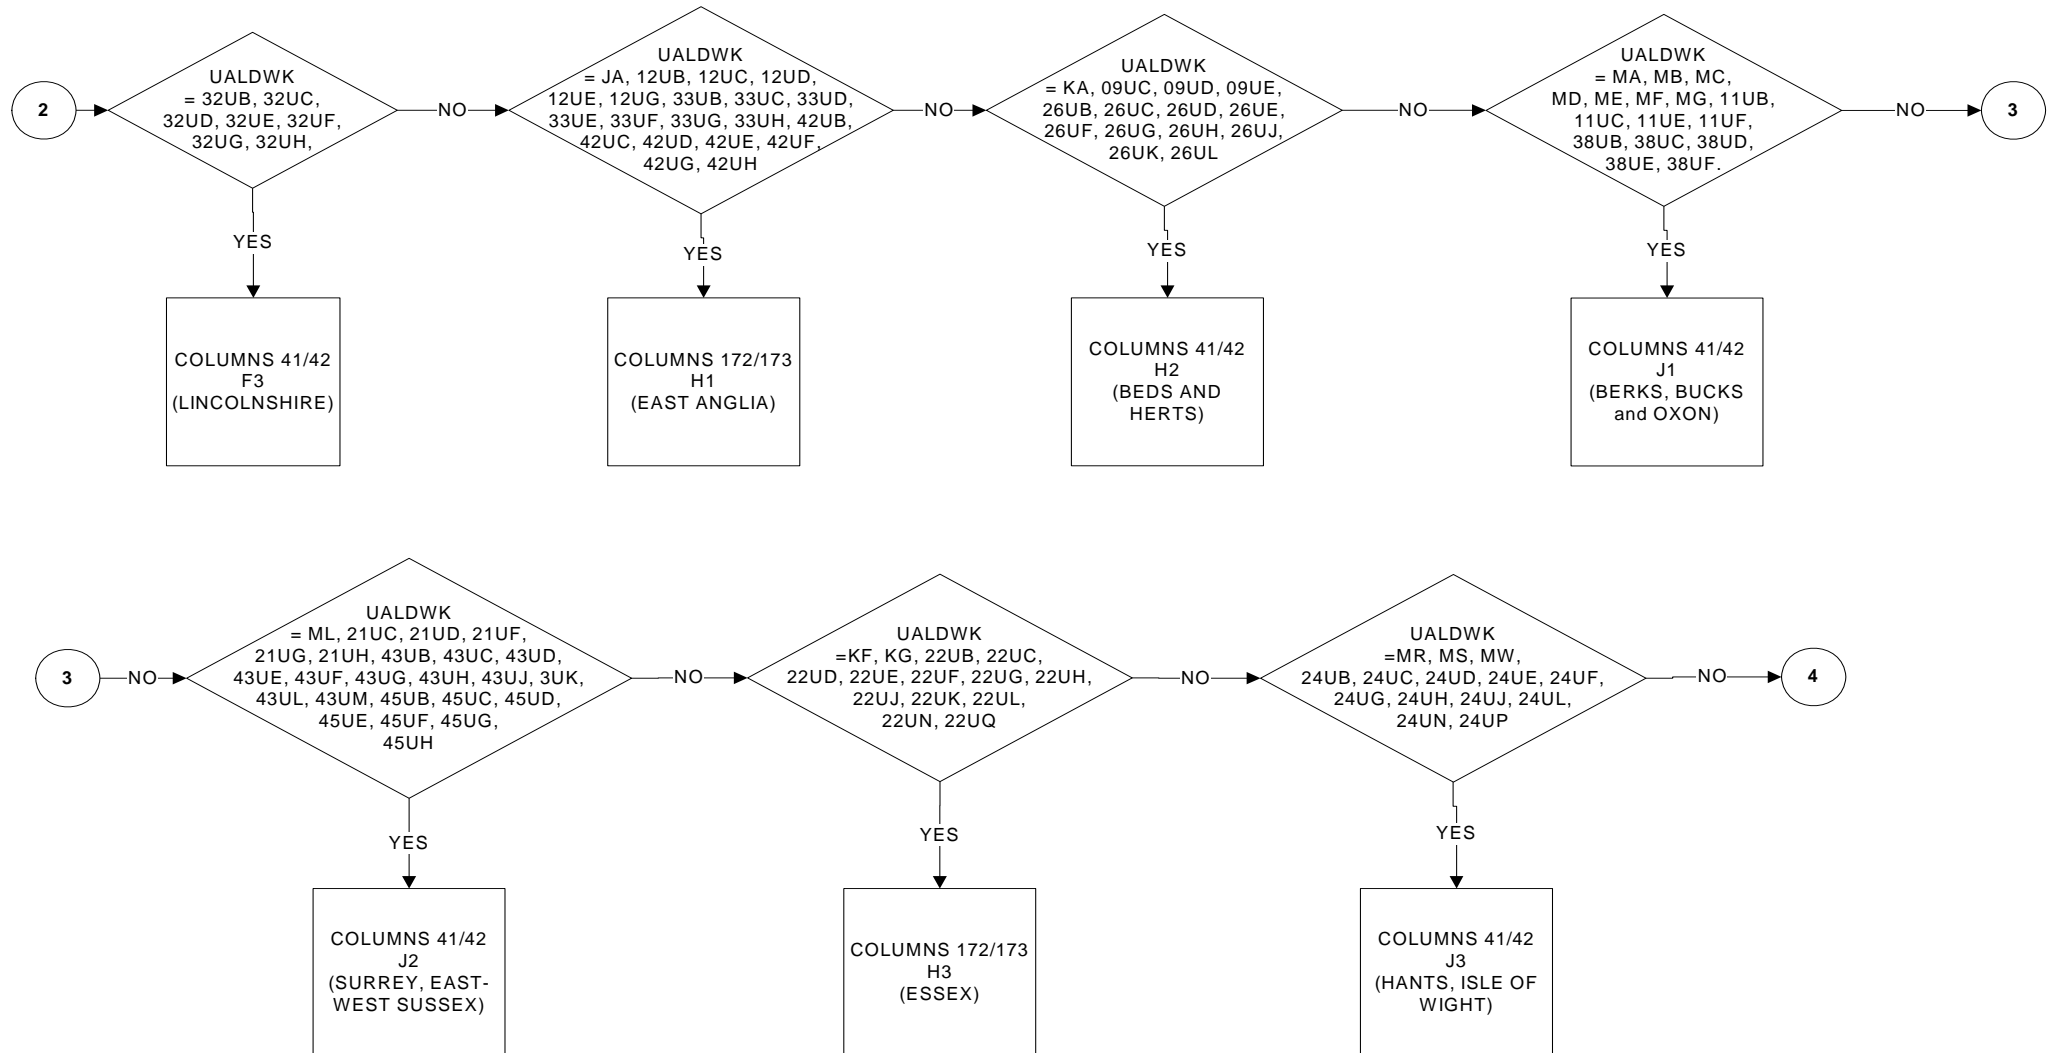 2
UALDWK
= 32UB, 32UC,
32UD, 32UE, 32UF,
32UG, 32UH,
NO
UALDWK
= JA, 12UB, 12UC, 12UD,
12UE, 12UG, 33UB, 33UC, 33UD,
33UE, 33UF, 33UG, 33UH, 42UB,
42UC, 42UD, 42UE, 42UF,
42UG, 42UH
NO
UALDWK
= KA, 09UC, 09UD, 09UE,
26UB, 26UC, 26UD, 26UE,
26UF, 26UG, 26UH, 26UJ,
26UK, 26UL
NO
UALDWK
= MA, MB, MC,
MD, ME, MF, MG, 11UB,
11UC, 11UE, 11UF,
38UB, 38UC, 38UD,
38UE, 38UF.
NO
3
YES
YES
YES
YES
COLUMNS 41/42
F3
(LINCOLNSHIRE)
COLUMNS 172/173
H1
(EAST ANGLIA)
COLUMNS 41/42
H2
(BEDS AND
HERTS)
COLUMNS 41/42
J1
(BERKS, BUCKS
and OXON)
3
NO
UALDWK
= ML, 21UC, 21UD, 21UF,
21UG, 21UH, 43UB, 43UC, 43UD,
43UE, 43UF, 43UG, 43UH, 43UJ, 3UK,
43UL, 43UM, 45UB, 45UC, 45UD,
45UE, 45UF, 45UG,
45UH
NO
UALDWK
=KF, KG, 22UB, 22UC,
22UD, 22UE, 22UF, 22UG, 22UH,
22UJ, 22UK, 22UL,
22UN, 22UQ
NO
UALDWK
=MR, MS, MW,
24UB, 24UC, 24UD, 24UE, 24UF,
24UG, 24UH, 24UJ, 24UL,
24UN, 24UP
NO
4
YES
YES
YES
COLUMNS 41/42
J2
(SURREY, EAST-
WEST SUSSEX)
COLUMNS 172/173
H3
(ESSEX)
COLUMNS 41/42
J3
(HANTS, ISLE OF
WIGHT)